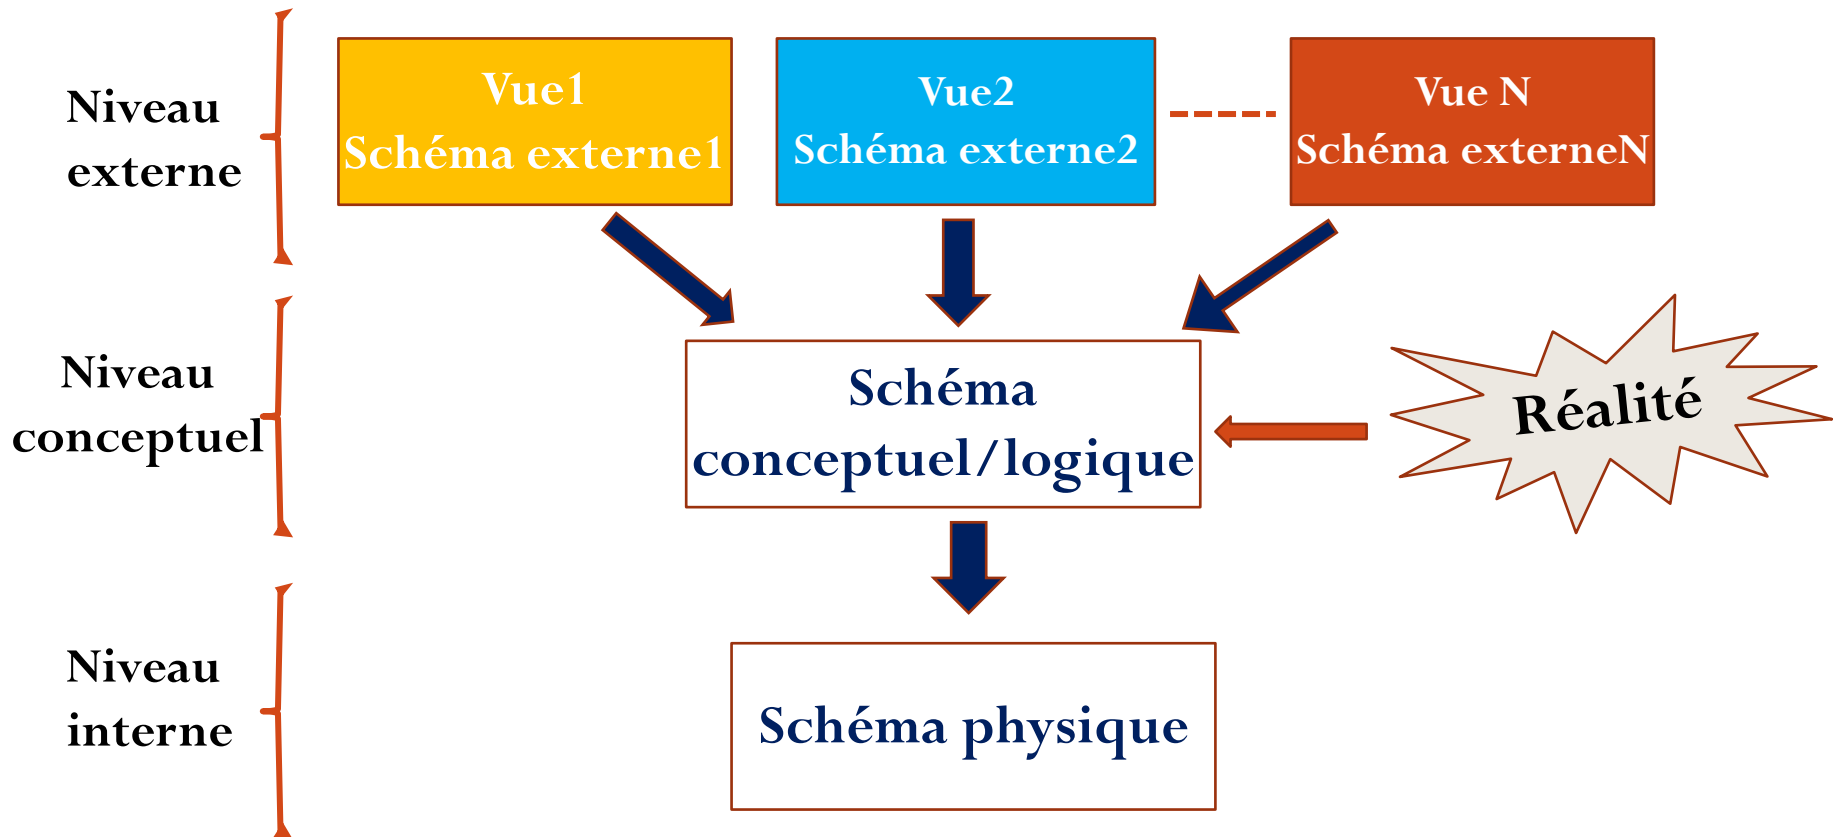 Niveau
externe
Vue1
Schéma externe1
Vue2
Schéma externe2
Vue N
Schéma externeN
Niveau
conceptuel
Schéma
conceptuel/logique
Réalité
Niveau
interne
Schéma physique